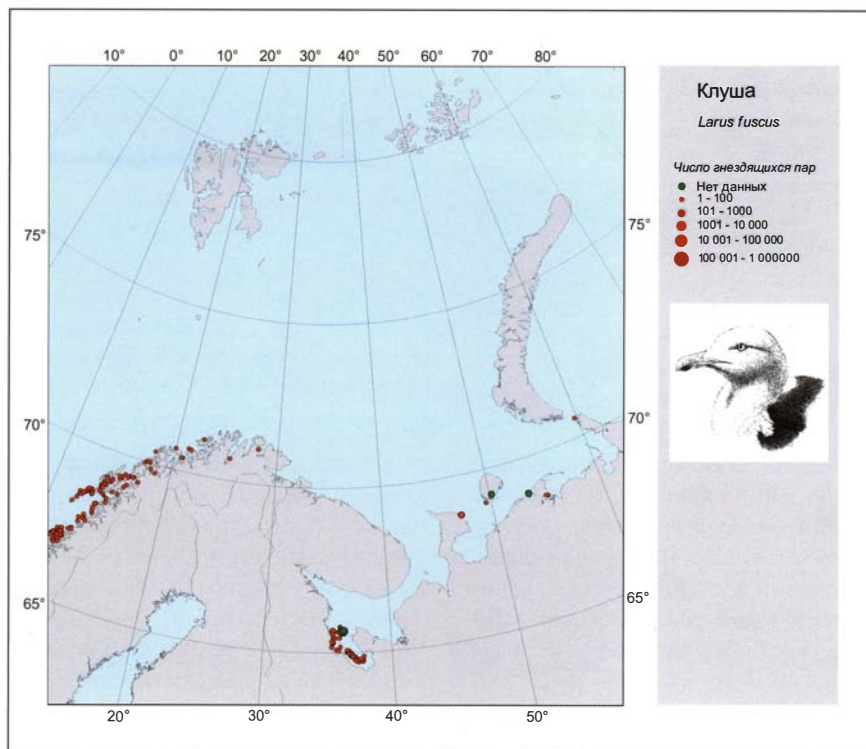 10° 0° 10° 20° 30° 40° 50° 60° 70° 80°
75° 75°
70° 70°
65° 65°
20° 30° 40° 50°
Клуша
Larus fuscus
Число гнездящихся пар
Нет данных
1 - 100
101 - 1000
1001 - 10 000
10 001 - 100 000
100 001 - 1 000000